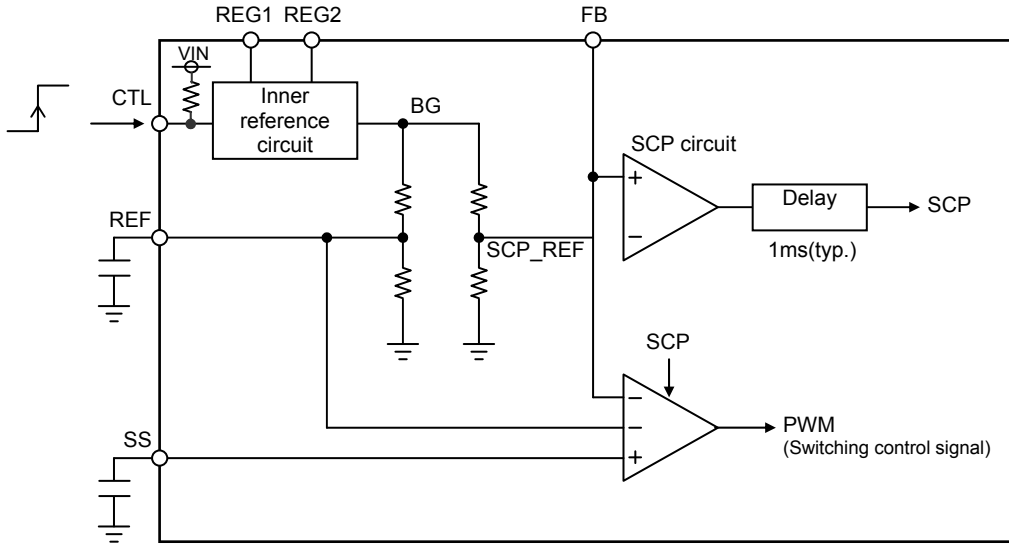 REG1 REG2 FB
VIN
CTL
Inner
reference
circuit
BG
SCP circuit
+
−
Delay
SCP
1ms(typ.)
REF
SCP_REF
SCP
−
−
+
PWM
(Switching control signal)
SS